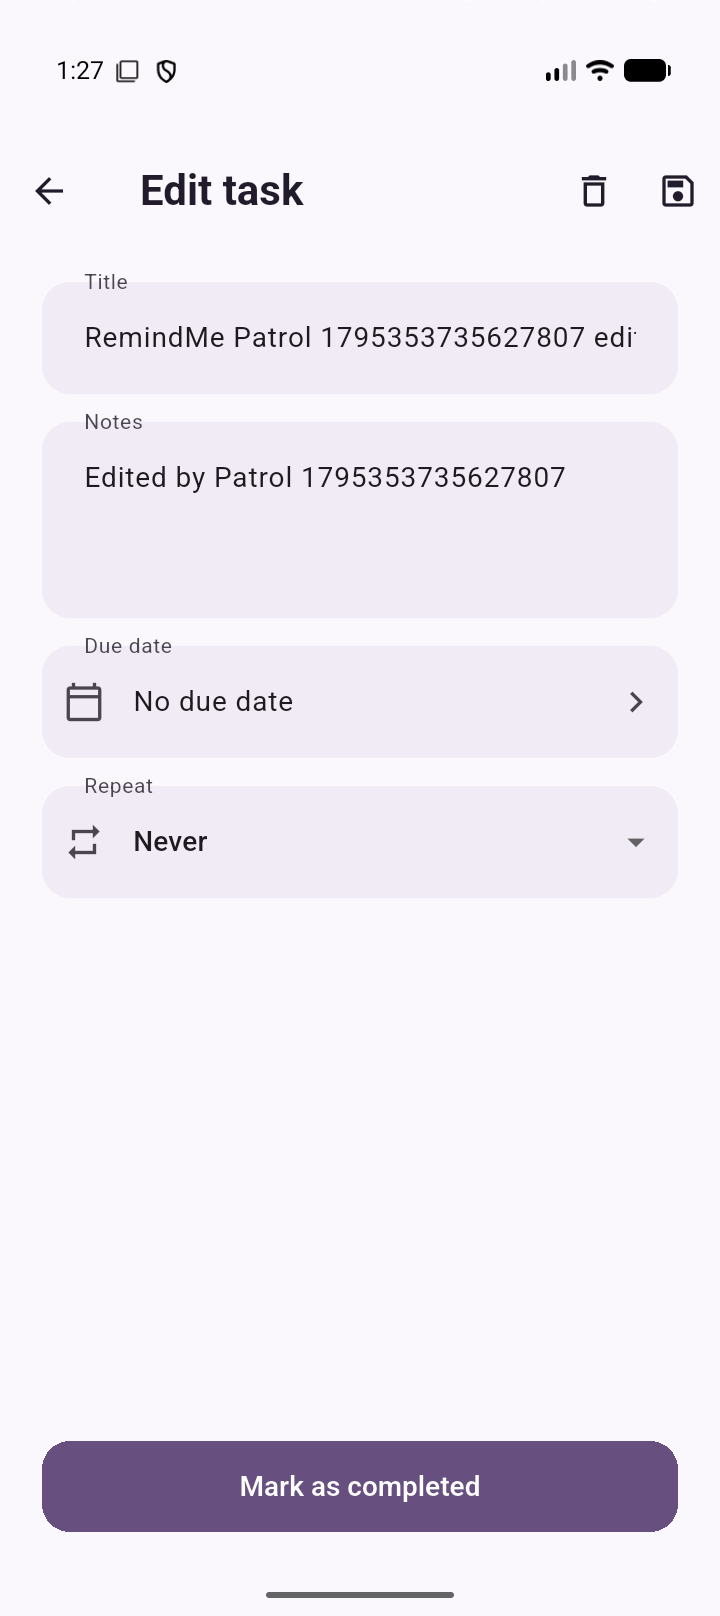 1:27
Edit task
Title
RemindMe Patrol 1795353735627807
Notes
Edited by Patrol 1795353735627807
Due date
No due date
Repeat
Never
Mark as completed